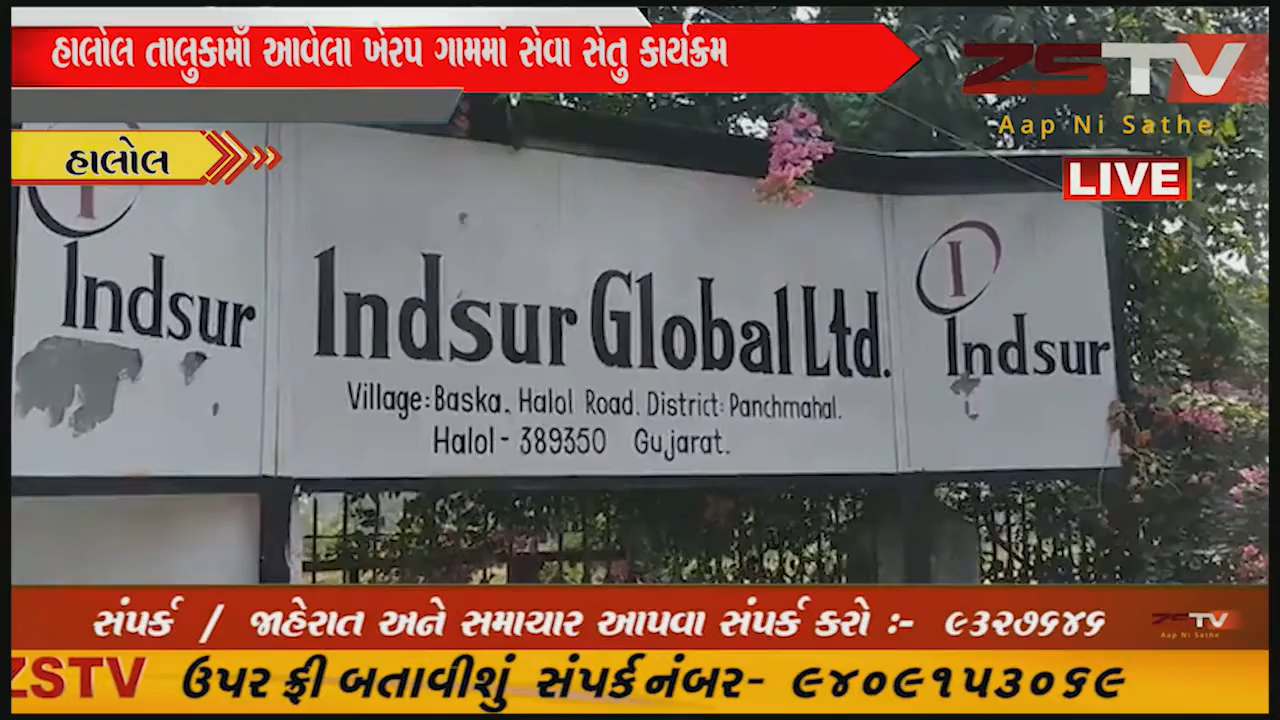 હાલોલ તાલુકામાઁ આવેલા ખેરપ ગામમાં સેવા સેતુ કાર્યક્રમ
ZSTV
Aap Ni Sathe
LIVE
હાલોલ
I
Indsur
Indsur Global Ltd.
Village: Baska. Halol Road. District: Panchmahal.
Halol - 389350 Gujarat.
I
Indsur
સંપર્ક / જાહેરાત અને સમાચાર આપવા સંપર્ક કરો :- ૯૩૨૭૬૪૬
ZSTV
Aap Ni Sathe
ZSTV ઉપર ફ્રી બતાવીશું સંપર્ક નંબર- ૯૪૦૯૧૫૩૦૬૯